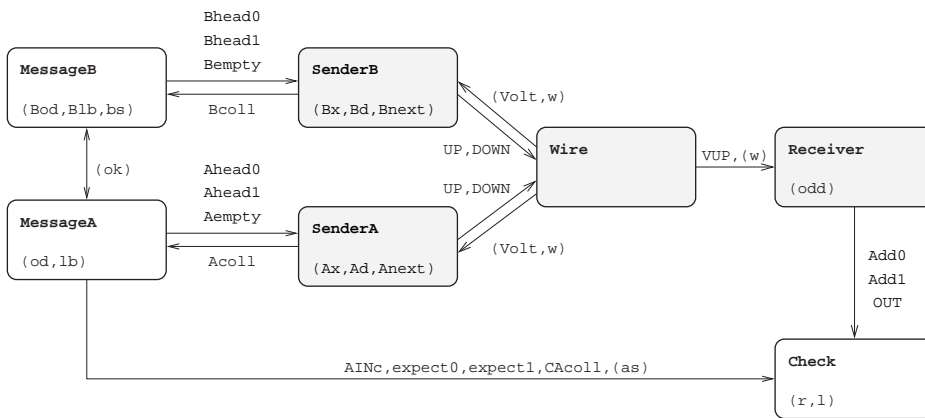 Bhead0
Bhead1
Bempty
MessageB
(Bod,Blb,bs)
Bcoll
SenderB
(Bx,Bd,Bnext)
(Volt,w)
UP,DOWN
Wire
VUP,(w)
Receiver
(odd)
(ok)
Ahead0
Ahead1
Aempty
MessageA
(od,lb)
Acoll
SenderA
(Ax,Ad,Anext)
UP,DOWN
(Volt,w)
Add0
Add1
OUT
AINc,expect0,expect1,CAcoll,(as)
Check
(r,l)